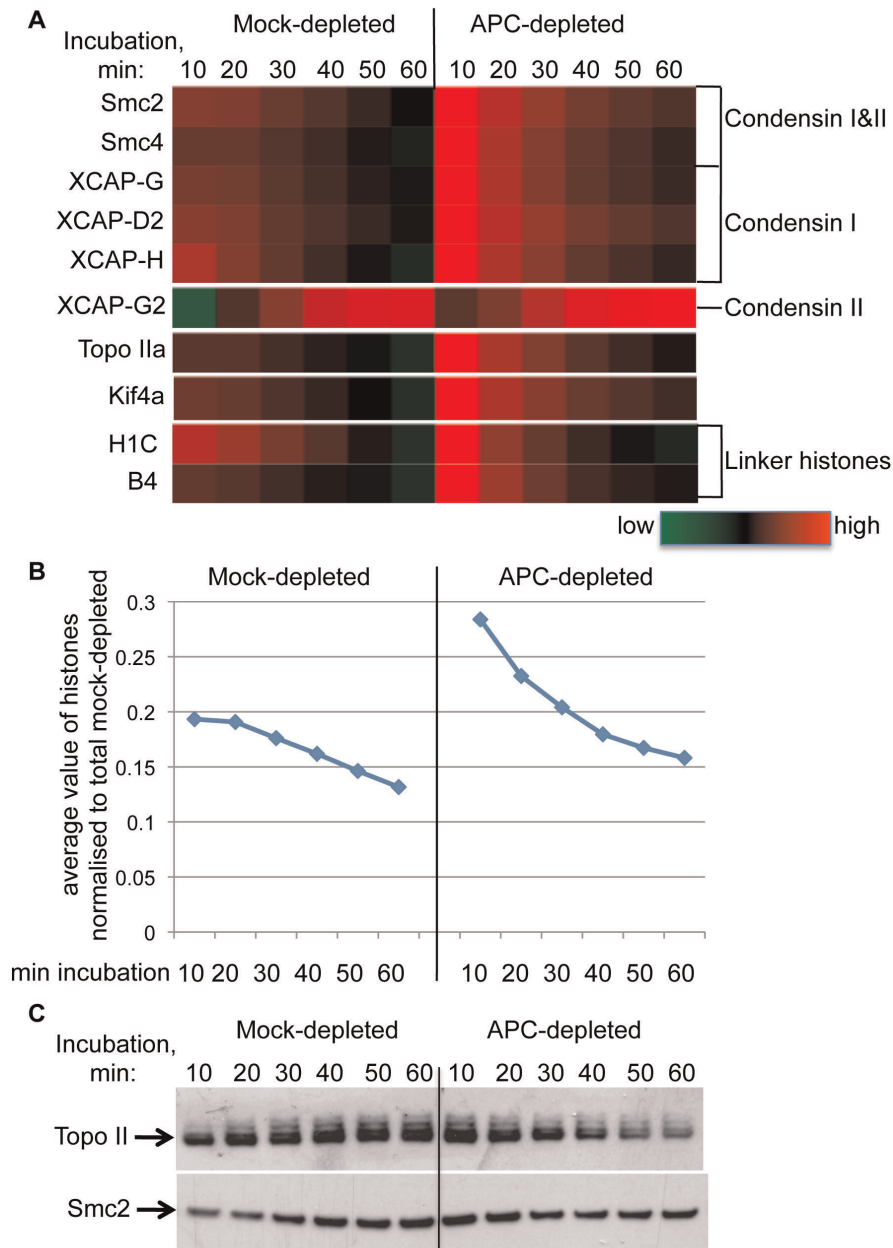 A
Mock-depleted APC-depleted
Incubation,
min: 10 20 30 40 50 60 10 20 30 40 50 60
Smc2
Smc4
Condensin I&II
XCAP-G
XCAP-D2
XCAP-H
Condensin I
XCAP-G2
Condensin II
Topo IIa
Kif4a
H1C
B4
Linker histones
low high
B
Mock-depleted APC-depleted
average value of histones
normalised to total mock-depleted
0.3
0.25
0.2
0.15
0.1
0.05
0
min incubation 10 20 30 40 50 60 10 20 30 40 50 60
C
Mock-depleted APC-depleted
Incubation,
min: 10 20 30 40 50 60 10 20 30 40 50 60
Topo II
Smc2